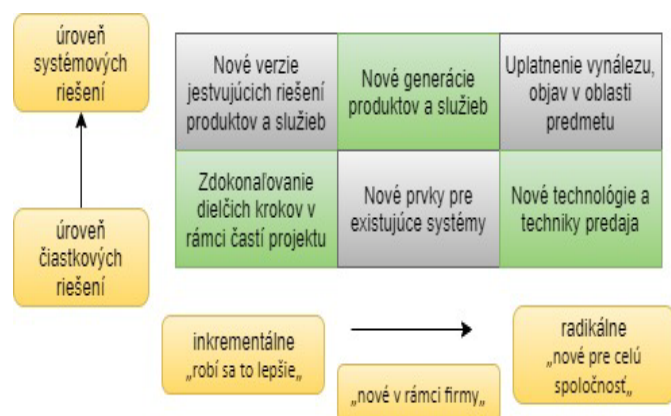 úroveň
systémových
riešení
Nové verzie
jestvujúcich riešení
produktov a služieb
Nové generácie
produktov a služieb
Uplatnenie vynálezu,
objav v oblasti
predmetu
úroveň
čiastkových
riešení
Zdokonaľovanie
dielčich krokov v
rámci častí projektu
Nové prvky pre
existujúce systémy
Nové technológie a
techniky predaja
inkrementálne
„robí sa to lepšie„
„nové v rámci firmy„
radikálne
„nové pre celú
spoločnosť„